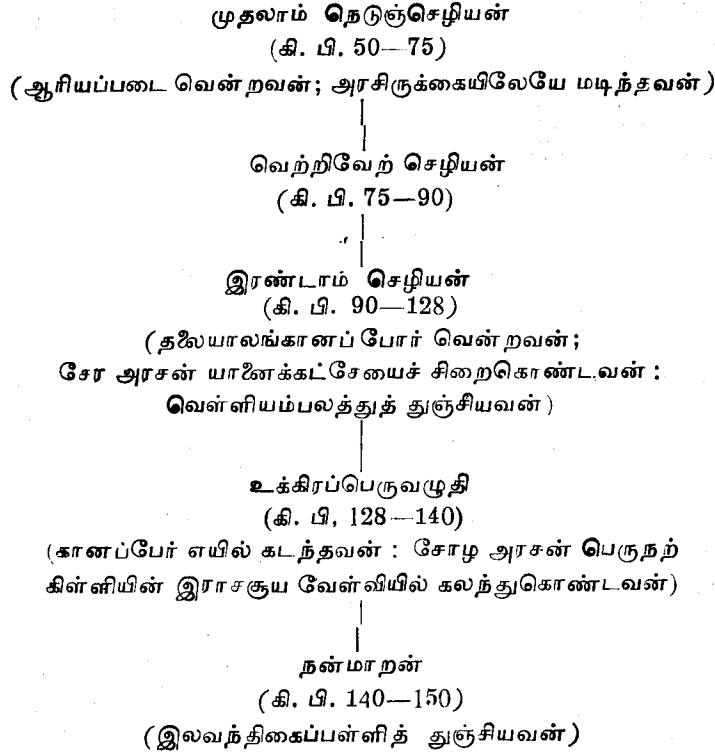 முதலாம் நெடுஞ்செழியன்
(கி. பி. 50—75)
(ஆரியப்படை வென்றவன்; அரசிருக்கையிலேயே மடிந்தவன்)
வெற்றிவேற் செழியன்
(கி. பி. 75—90)
இரண்டாம் செழியன்
(கி. பி. 90—128)
(தலையாலங்கானப் போர் வென்றவன்;
சேர அரசன் யானைக்கட்சேயைச் சிறைகொண்டவன் :
வெள்ளியம்பலத்துத் துஞ்சியவன்)
உக்கிரப்பெருவழுதி
(கி. பி, 128—140)
(கானப்பேர் எயில் கடந்தவன் : சோழ அரசன் பெருநற்
கிள்ளியின் இராசசூய வேள்வியில் கலந்துகொண்டவன்)
நன்மாறன்
(கி. பி. 140—150)
(இலவந்திகைப்பள்ளித் துஞ்சியவன்)